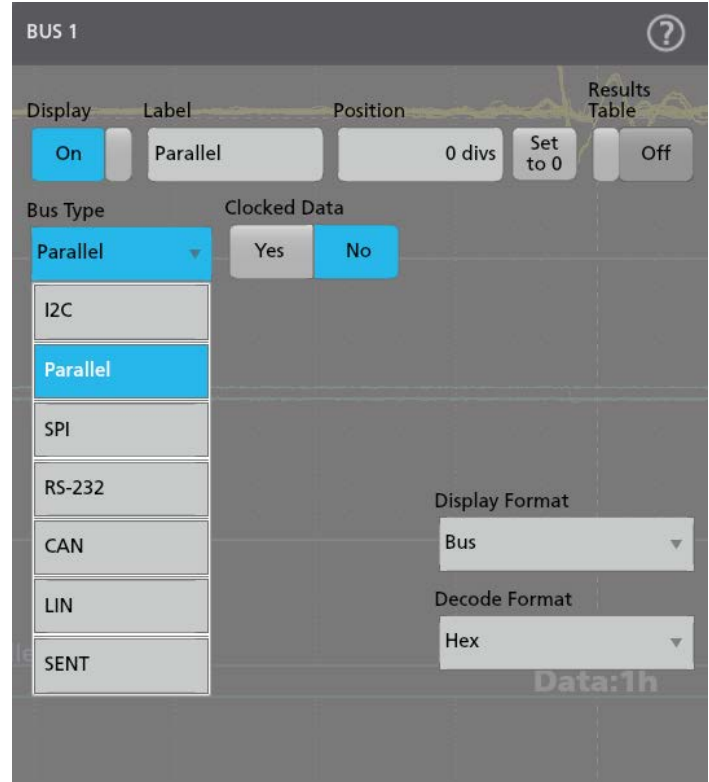 BUS 1
?
Display
Label
Position
Results
Table
On
Parallel
0 divs
Set
to 0
Off
Bus Type
Clocked Data
Parallel
Yes
No
I2C
Parallel
SPI
RS-232
CAN
LIN
SENT
Display Format
Bus
Decode Format
Hex
Data:1h